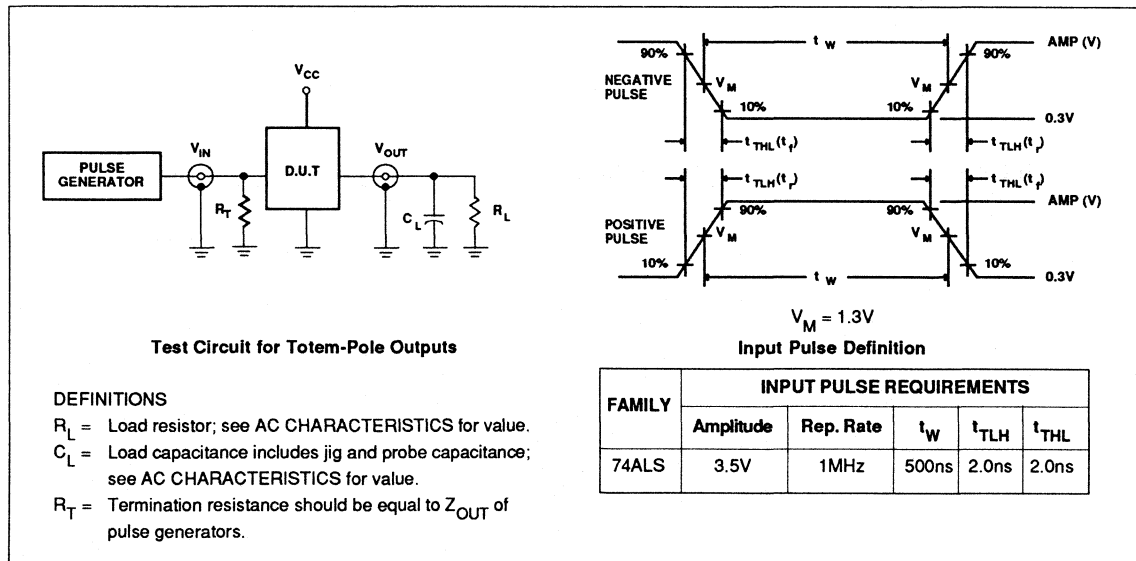 V_CC
V_IN
V_OUT
PULSE GENERATOR
D.U.T
R_T
C_L
R_L
Test Circuit for Totem-Pole Outputs
DEFINITIONS
R_L = Load resistor; see AC CHARACTERISTICS for value.
C_L = Load capacitance includes jig and probe capacitance;
see AC CHARACTERISTICS for value.
R_T = Termination resistance should be equal to Z_OUT of
pulse generators.
90%
t_W
90%
AMP (V)
NEGATIVE
PULSE
V_M
V_M
10%
10%
0.3V
t_THL(t_f)
t_TLH(t_r)
t_TLH(t_r)
t_THL(t_f)
90%
90%
AMP (V)
POSITIVE
PULSE
V_M
V_M
10%
10%
t_W
0.3V
V_M = 1.3V
Input Pulse Definition
FAMILY
INPUT PULSE REQUIREMENTS
Amplitude Rep. Rate t_W t_TLH t_THL
74ALS 3.5V 1MHz 500ns 2.0ns 2.0ns